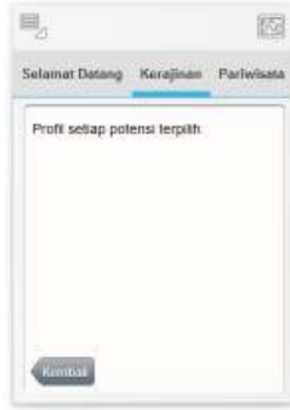 Selamat Datang Kerajinan Pariwisata
Profil setiap potensi terpilih
Kembali